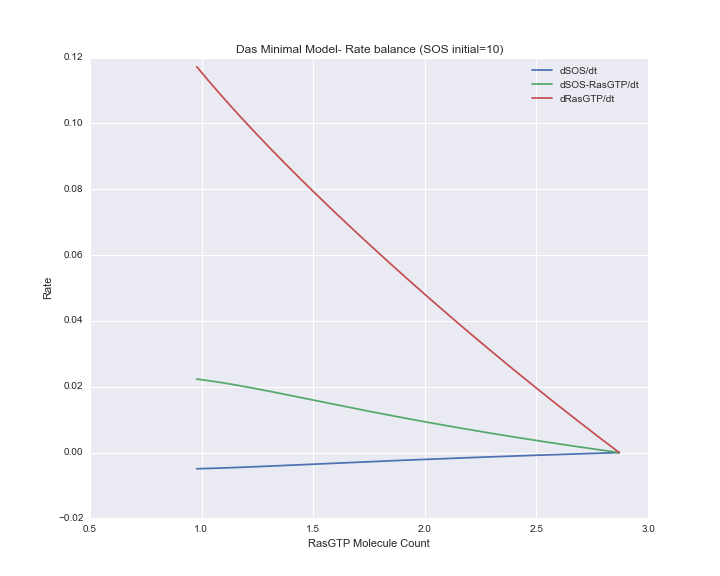 Das Minimal Model- Rate balance (SOS initial=10)
0.12
0.10
0.08
0.06
0.04
0.02
0.00
−0.02
Rate
dSOS/dt
dSOS-RasGTP/dt
dRasGTP/dt
0.5 1.0 1.5 2.0 2.5 3.0
RasGTP Molecule Count